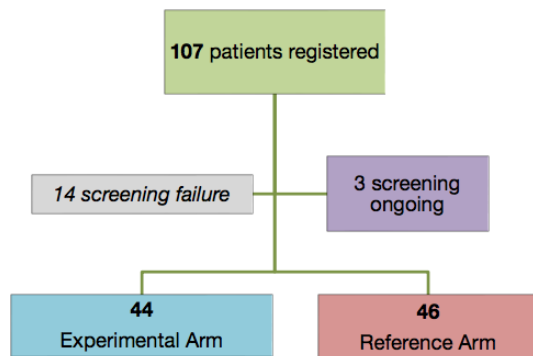 107 patients registered
14 screening failure
3 screening
ongoing
44
Experimental Arm
46
Reference Arm